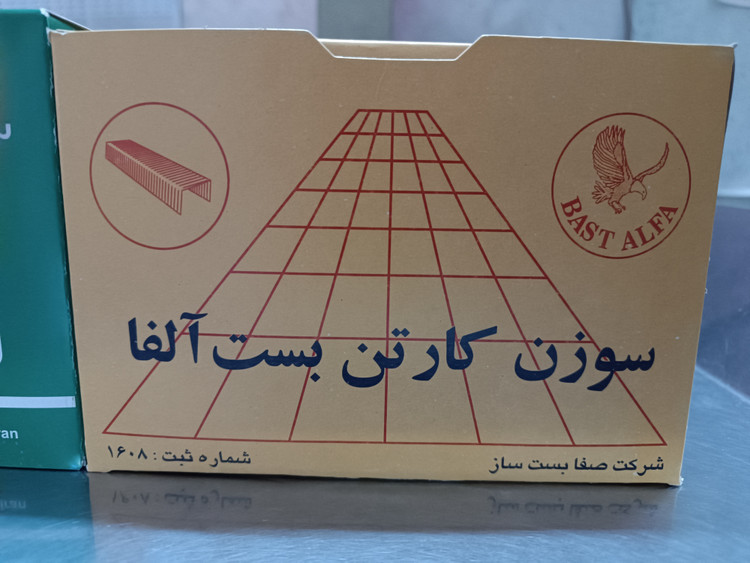 BAST ALFA
سوزن کارتن بست آلفا
شرکت صفا بست ساز
شماره ثبت : ۱۶۰۸